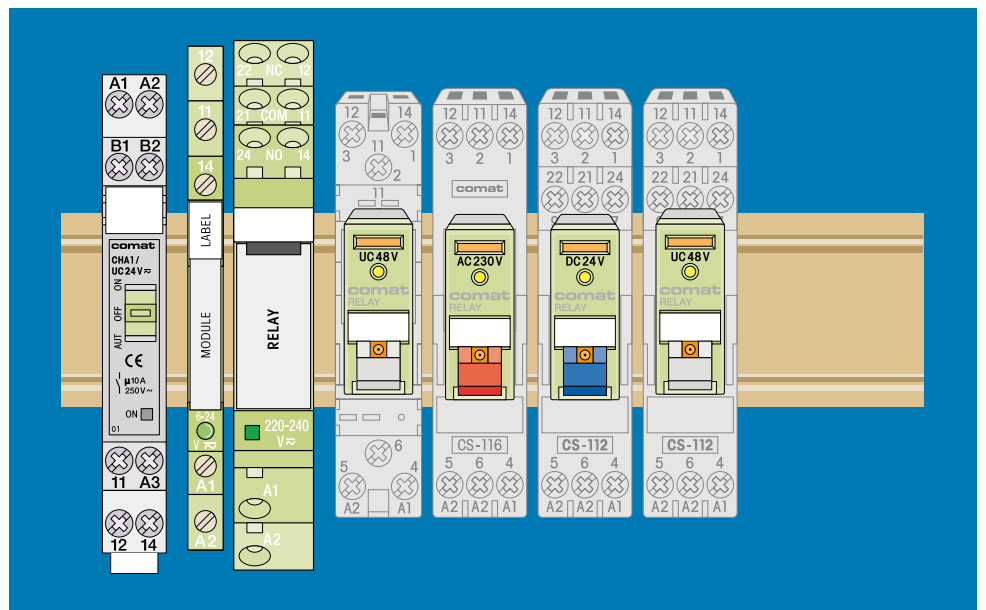 A1 A2
B1 B2
comat
CHA1/
UC24V≂
ON
OFF
AUT
CE
µ10A
250V~
ON
01
11 A3
12 14
12
11
14
LABEL
MODULE
6-24
V≂
A1
A2
22 NC 12
21 COM 11
24 NO 14
RELAY
220-240
V≂
A1
A2
12 14
11
3 1
2
11
UC48V
comat
RELAY
6
5 4
A2 A1
12 11 14
3 2 1
comat
AC230V
comat
RELAY
CS-116
5 6 4
A2 A2 A1
12 11 14
3 2 1
22 21 24
9 7
DC24V
comat
RELAY
CS-112
5 6 4
A2 A2 A1
12 11 14
3 2 1
22 21 24
UC48V
comat
RELAY
CS-112
5 6 4
A2 A2 A1